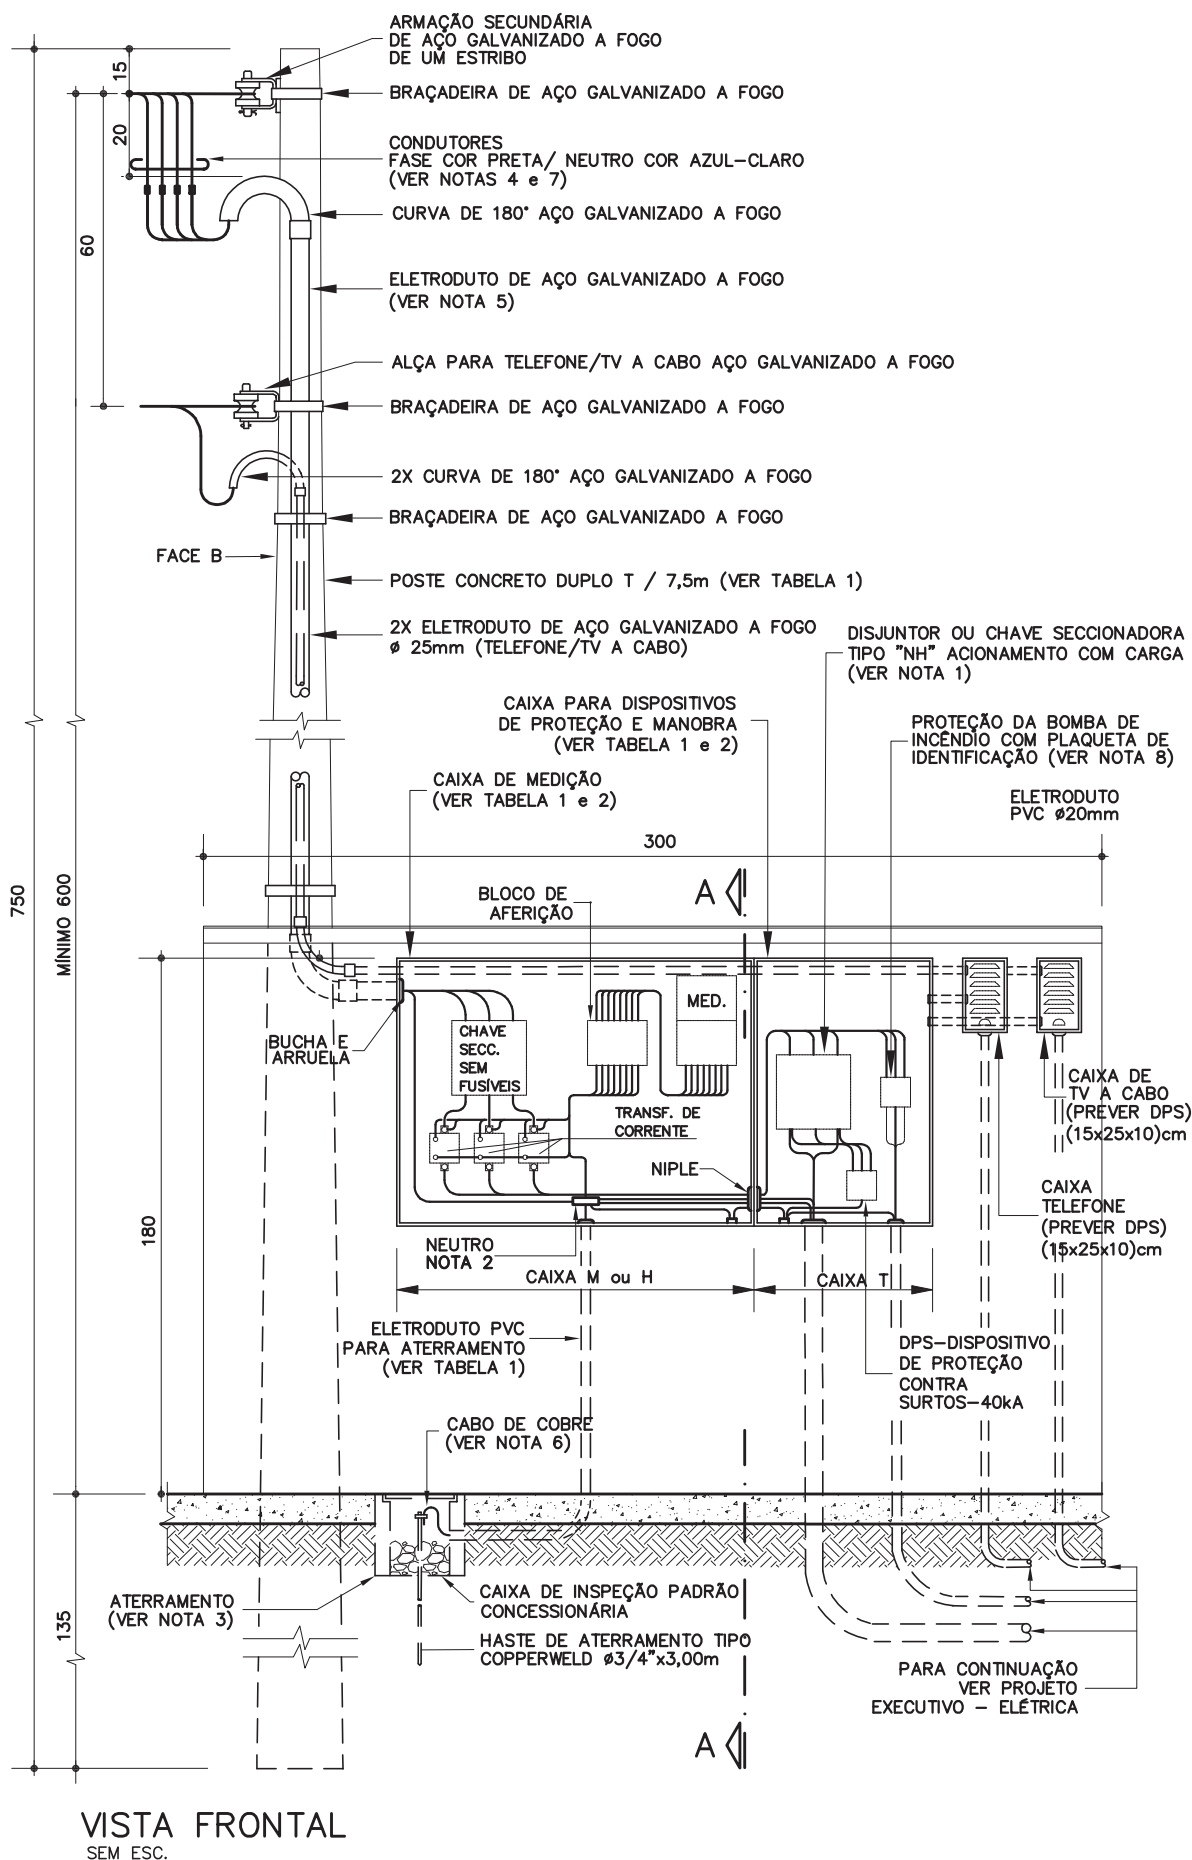 ARMAÇÃO SECUNDÁRIA
DE AÇO GALVANIZADO A FOGO
DE UM ESTRIBO
15
BRAÇADEIRA DE AÇO GALVANIZADO A FOGO
20
CONDUTORES
FASE COR PRETA/ NEUTRO COR AZUL-CLARO
(VER NOTAS 4 e 7)
CURVA DE 180° AÇO GALVANIZADO A FOGO
60
ELETRODUTO DE AÇO GALVANIZADO A FOGO
(VER NOTA 5)
ALÇA PARA TELEFONE/TV A CABO AÇO GALVANIZADO A FOGO
BRAÇADEIRA DE AÇO GALVANIZADO A FOGO
2X CURVA DE 180° AÇO GALVANIZADO A FOGO
BRAÇADEIRA DE AÇO GALVANIZADO A FOGO
FACE B
POSTE CONCRETO DUPLO T / 7,5m (VER TABELA 1)
2X ELETRODUTO DE AÇO GALVANIZADO A FOGO
ø 25mm (TELEFONE/TV A CABO)
DISJUNTOR OU CHAVE SECCIONADORA
TIPO "NH" ACIONAMENTO COM CARGA
(VER NOTA 1)
CAIXA PARA DISPOSITIVOS
DE PROTEÇÃO E MANOBRA
(VER TABELA 1 e 2)
PROTEÇÃO DA BOMBA DE
INCÊNDIO COM PLAQUETA DE
IDENTIFICAÇÃO (VER NOTA 8)
CAIXA DE MEDIÇÃO
(VER TABELA 1 e 2)
ELETRODUTO
PVC ø20mm
300
750
MÍNIMO 600
BLOCO DE
AFERIÇÃO
A
MED.
BUCHA E
ARRUELA
CHAVE
SECC.
SEM
FUSÍVEIS
TRANSF. DE
CORRENTE
CAIXA DE
TV A CABO
(PREVER DPS)
(15x25x10)cm
NIPLE
CAIXA
TELEFONE
(PREVER DPS)
(15x25x10)cm
180
NEUTRO
NOTA 2
CAIXA M ou H
CAIXA T
ELETRODUTO PVC
PARA ATERRAMENTO
(VER TABELA 1)
DPS-DISPOSITIVO
DE PROTEÇÃO
CONTRA
SURTOS-40kA
CABO DE COBRE
(VER NOTA 6)
ATERRAMENTO
(VER NOTA 3)
CAIXA DE INSPEÇÃO PADRÃO
CONCESSIONÁRIA
135
HASTE DE ATERRAMENTO TIPO
COPPERWELD ø3/4"x3,00m
PARA CONTINUAÇÃO
VER PROJETO
EXECUTIVO - ELÉTRICA
A
VISTA FRONTAL
SEM ESC.